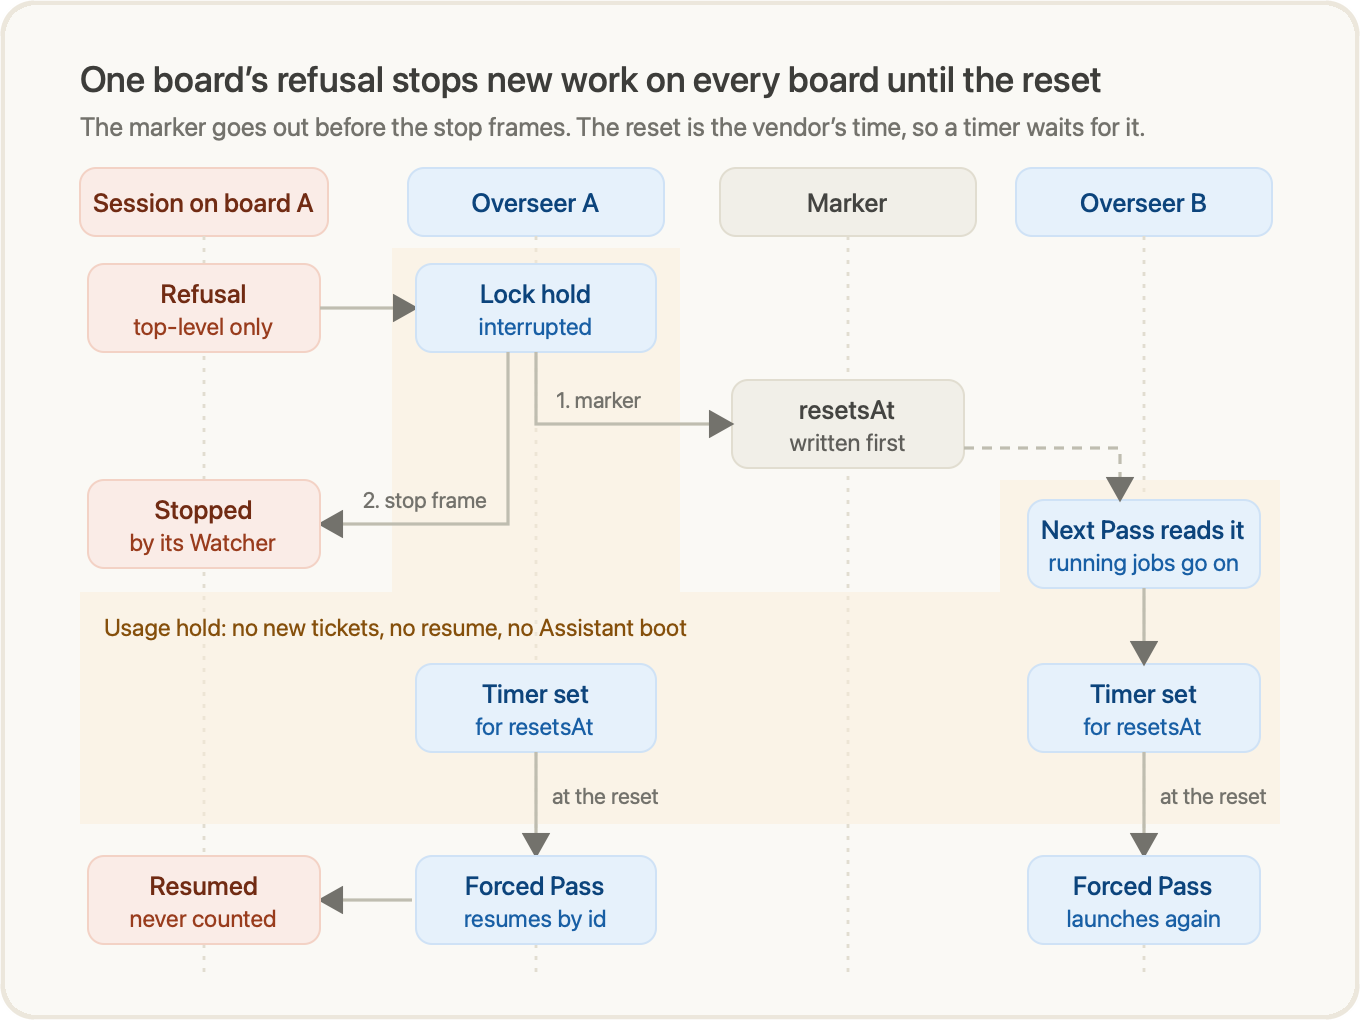 One board’s refusal stops new work on every board until the reset
The marker goes out before the stop frames. The reset is the vendor’s time, so a timer waits for it.
Session on board A
Overseer A
Marker
Overseer B
Refusal
top-level only
Lock hold
interrupted
1. marker
resetsAt
written first
2. stop frame
Stopped
by its Watcher
Next Pass reads it
running jobs go on
Usage hold: no new tickets, no resume, no Assistant boot
Timer set
for resetsAt
Timer set
for resetsAt
at the reset
at the reset
Resumed
never counted
Forced Pass
resumes by id
Forced Pass
launches again